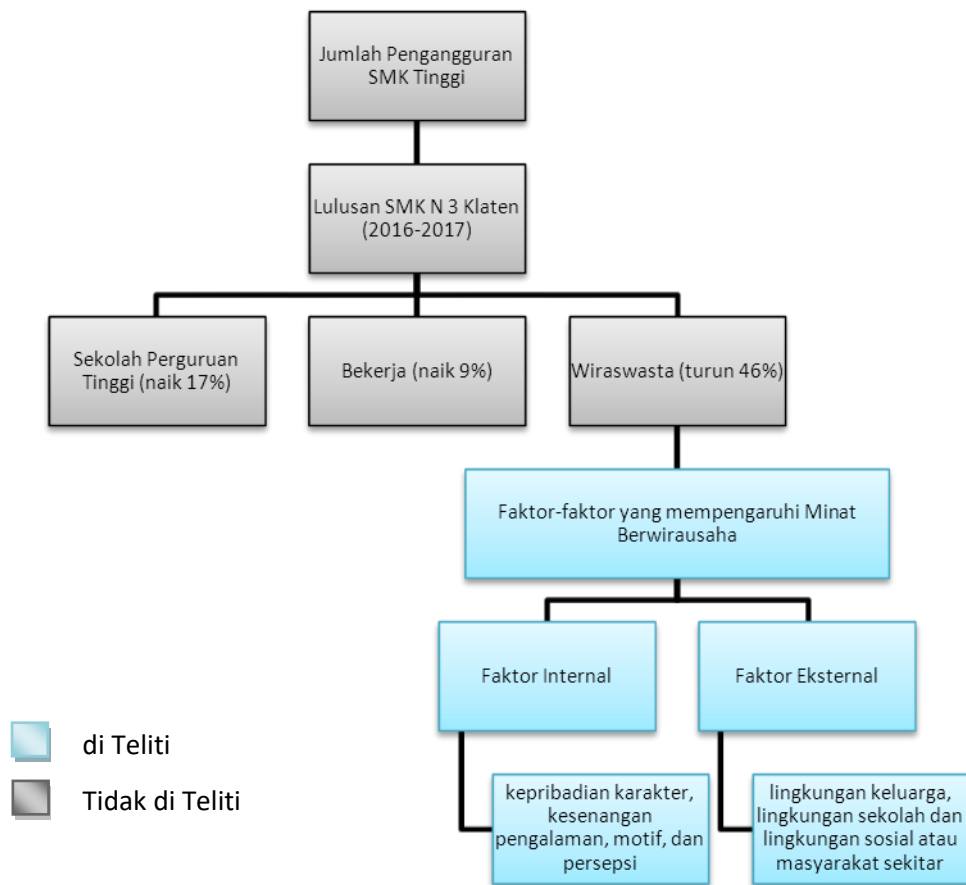 Jumlah Pengangguran
SMK Tinggi
Lulusan SMK N 3 Klaten
(2016-2017)
Sekolah Perguruan
Tinggi (naik 17%)
Bekerja (naik 9%)
Wiraswasta (turun 46%)
Faktor-faktor yang mempengaruhi Minat
Berwirausaha
Faktor Internal
Faktor Eksternal
di Teliti
Tidak di Teliti
kepribadian karakter,
kesenangan
pengalaman, motif, dan
persepsi
lingkungan keluarga,
lingkungan sekolah dan
lingkungan sosial atau
masyarakat sekitar